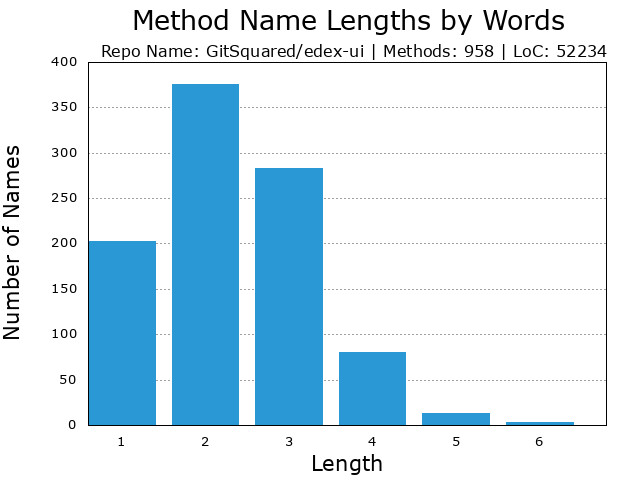 Method Name Lengths by Words
Repo Name: GitSquared/edex-ui | Methods: 958 | LoC: 52234
Number of Names
400
350
300
250
200
150
100
50
0
1 2 3 4 5 6
Length